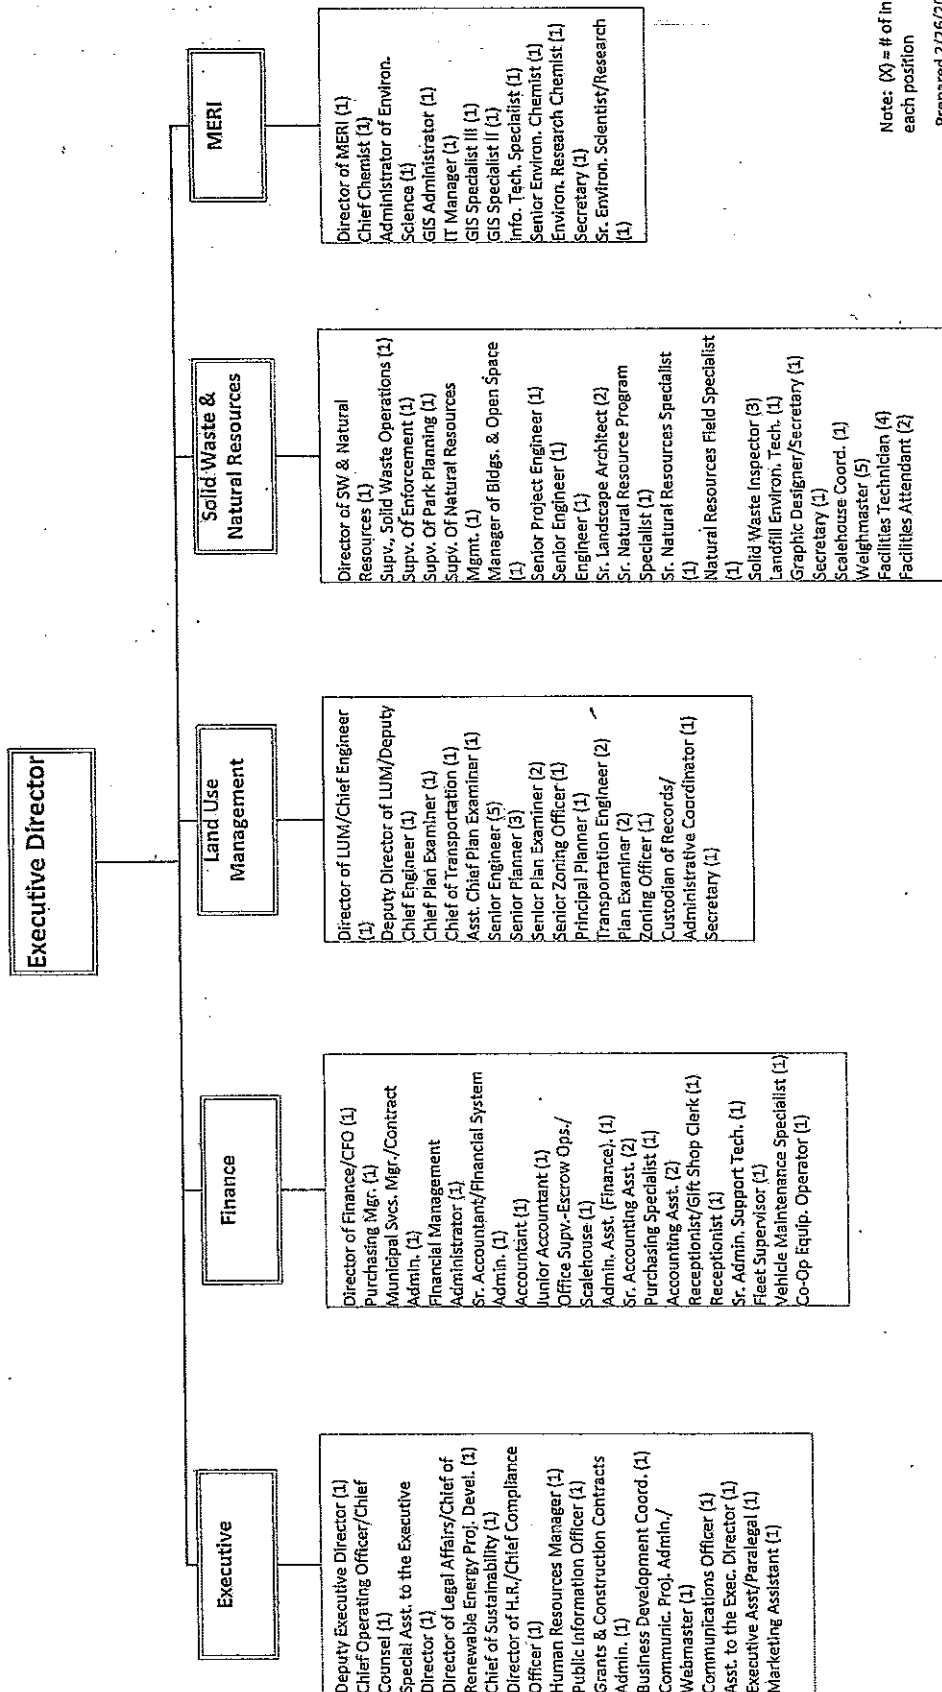 Executive Director
Executive
Deputy Executive Director (1)
Chief Operating Officer/Chief
Counsel (1)
Special Asst. to the Executive
Director (1)
Director of Legal Affairs/Chief of
Renewable Energy Proj. Devel. (1)
Chief of Sustainability (1)
Director of H.R./Chief Compliance
Officer (1)
Human Resources Manager (1)
Public Information Officer (1)
Grants & Construction Contracts
Admin. (1)
Business Development Coord. (1)
Communic. Proj. Admin./
Webmaster (1)
Communications Officer (1)
Asst. to the Exec. Director (1)
Executive Asst/Paralegal (1)
Marketing Assistant (1)
Finance
Director of Finance/CFO (1)
Purchasing Mgr. (1)
Municipal Svcs. Mgr./Contract
Admin. (1)
Financial Management
Administrator (1)
Sr. Accountant/Financial System
Admin. (1)
Accountant (1)
Junior Accountant (1)
Office Supv.-Escrow Ops./
Scalehouse (1)
Admin. Asst. (Finance). (1)
Sr. Accounting Asst. (2)
Purchasing Specialist (1)
Accounting Asst. (2)
Receptionist/Gift Shop Clerk (1)
Receptionist (1)
Sr. Admin. Support Tech. (1)
Fleet Supervisor (1)
Vehicle Maintenance Specialist (1)
Co-Op Equip. Operator (1)
Land Use
Management
Director of LUM/Chief Engineer
(1)
Deputy Director of LUM/Deputy
Chief Engineer (1)
Chief Plan Examiner (1)
Chief of Transportation (1)
Asst. Chief Plan Examiner (1)
Senior Engineer (5)
Senior Planner (3)
Senior Plan Examiner (2)
Senior Zoning Officer (1)
Principal Planner (1)
Transportation Engineer (2)
Plan Examiner (2)
Zoning Officer (1)
Custodian of Records/
Administrative Coordinator (1)
Secretary (1)
Solid Waste &
Natural Resources
Director of SW & Natural
Resources (1)
Supv., Solid Waste Operations (1)
Supv. Of Enforcement (1)
Supv. Of Park Planning (1)
Supv. Of Natural Resources
Mgmt. (1)
Manager of Bldgs. & Open Space
(1)
Senior Project Engineer (1)
Senior Engineer (1)
Engineer (1)
Sr. Landscape Architect (2)
Sr. Natural Resource Program
Specialist (1)
Sr. Natural Resources Specialist
(1)
Natural Resources Field Specialist
(1)
Solid Waste Inspector (3)
Landfill Environ. Tech. (1)
Graphic Designer/Secretary (1)
Secretary (1)
Scalehouse Coord. (1)
Weighmaster (5)
Facilities Technician (4)
Facilities Attendant (2)
MERI
Director of MERI (1)
Chief Chemist (1)
Administrator of Environ.
Science (1)
GIS Administrator (1)
IT Manager (1)
GIS Specialist III (1)
GIS Specialist II (1)
Info. Tech. Specialist (1)
Senior Environ. Chemist (1)
Environ. Research Chemist (1)
Secretary (1)
Sr. Environ. Scientist/Research
(1)
Note: (X) = # of in
each position
Prepared 2/26/20